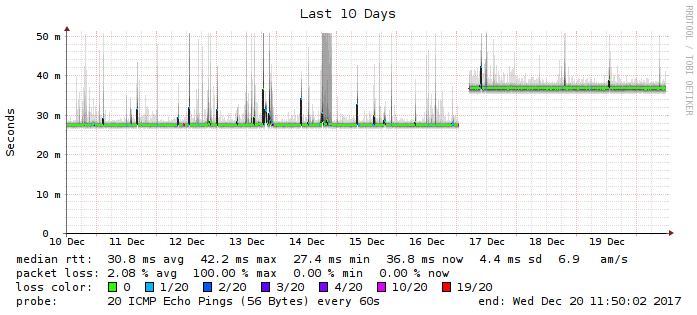 Last 10 Days
RRDTOOL / TOBI OETIKER
Seconds
50 m
40 m
30 m
20 m
10 m
0
10 Dec 11 Dec 12 Dec 13 Dec 14 Dec 15 Dec 16 Dec 17 Dec 18 Dec 19 Dec
median rtt: 30.8 ms avg 42.2 ms max 27.4 ms min 36.8 ms now 4.4 ms sd 6.9 am/s
packet loss: 2.08 % avg 100.00 % max 0.00 % min 0.00 % now
loss color: 0 1/20 2/20 3/20 4/20 10/20 19/20
probe: 20 ICMP Echo Pings (56 Bytes) every 60s end: Wed Dec 20 11:50:02 2017